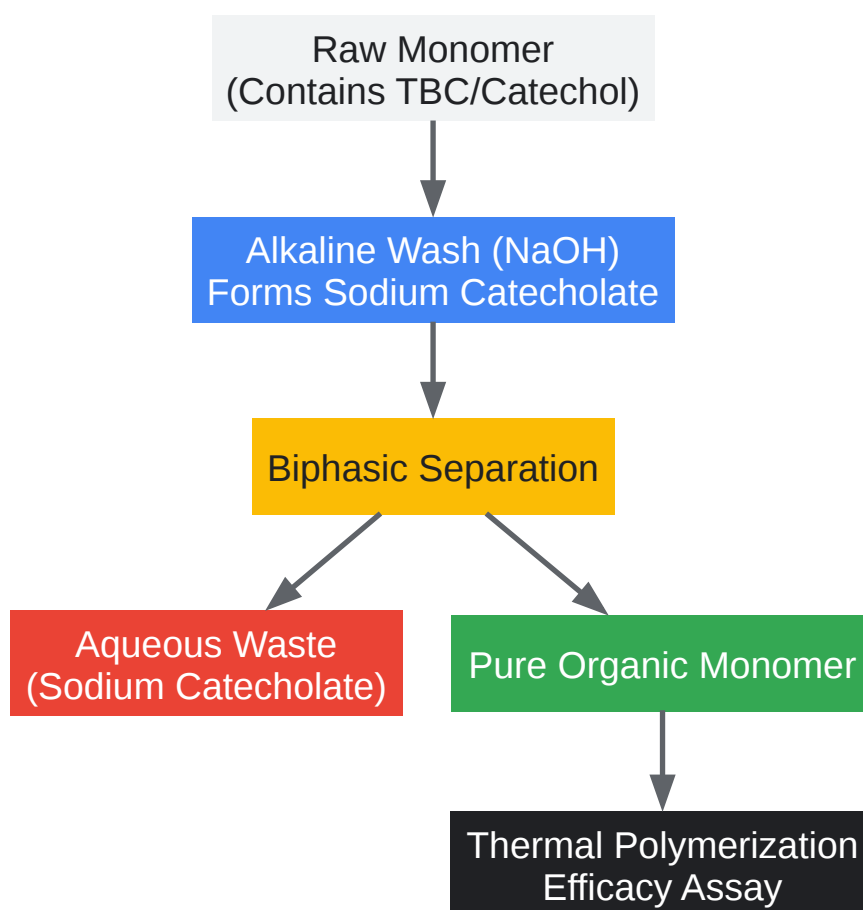 Raw Monomer
(Contains TBC/Catechol)
Alkaline Wash (NaOH)
Forms Sodium Catecholate
Biphasic Separation
Aqueous Waste
(Sodium Catecholate)
Pure Organic Monomer
Thermal Polymerization
Efficacy Assay